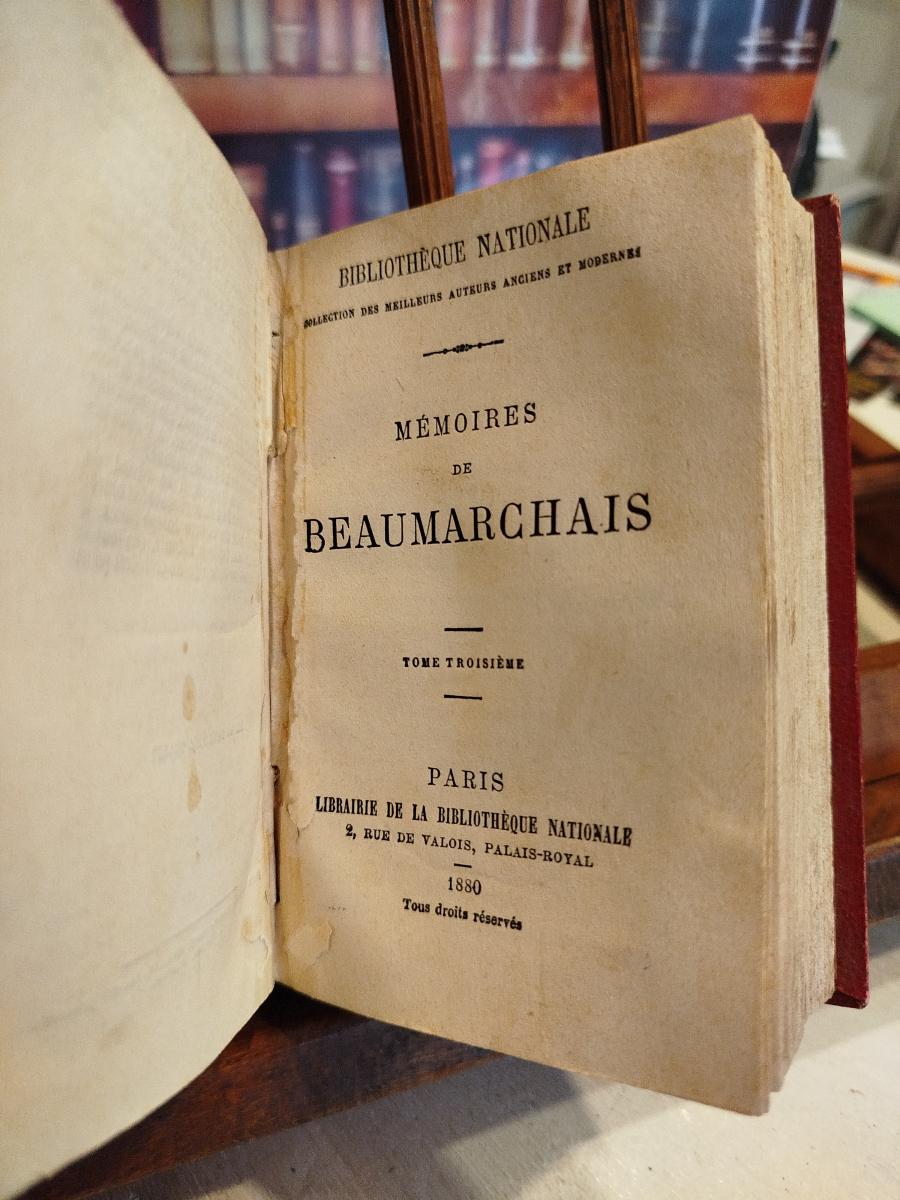 BIBLIOTHÈQUE NATIONALE
COLLECTION DES MEILLEURS AUTEURS ANCIENS ET MODERNES
MÉMOIRES
DE
BEAUMARCHAIS
TOME TROISIÈME
PARIS
LIBRAIRIE DE LA BIBLIOTHÈQUE NATIONALE
2, RUE DE VALOIS, PALAIS-ROYAL
1880
Tous droits réservés